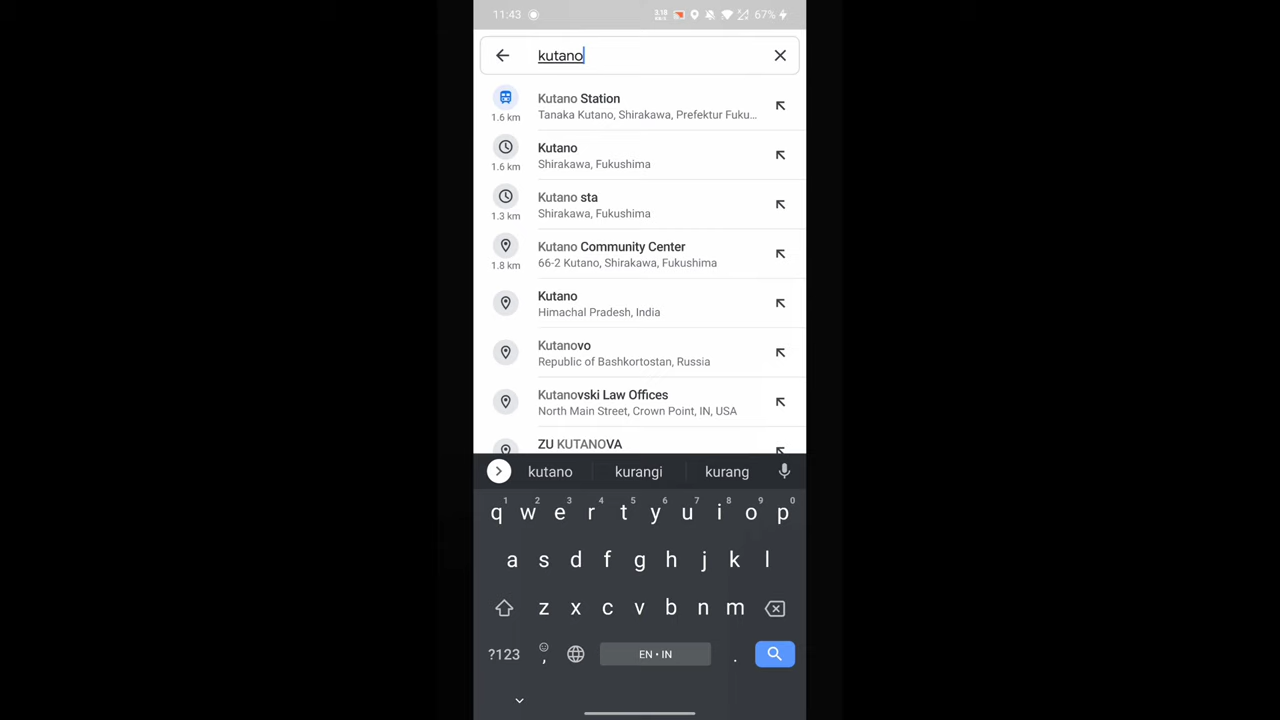 11:43
3.18
KB/S
67%
kutano
Kutano Station
Tanaka Kutano, Shirakawa, Prefektur Fuku...
1.6 km
Kutano
Shirakawa, Fukushima
1.6 km
Kutano sta
Shirakawa, Fukushima
1.3 km
Kutano Community Center
66-2 Kutano, Shirakawa, Fukushima
1.8 km
Kutano
Himachal Pradesh, India
Kutanovo
Republic of Bashkortostan, Russia
Kutanovski Law Offices
North Main Street, Crown Point, IN, USA
ZU KUTANOVA
kutano kurangi kurang
1 2 3 4 5 6 7 8 9 0
q w e r t y u i o p
a s d f g h j k l
z x c v b n m
?123 , EN • IN .